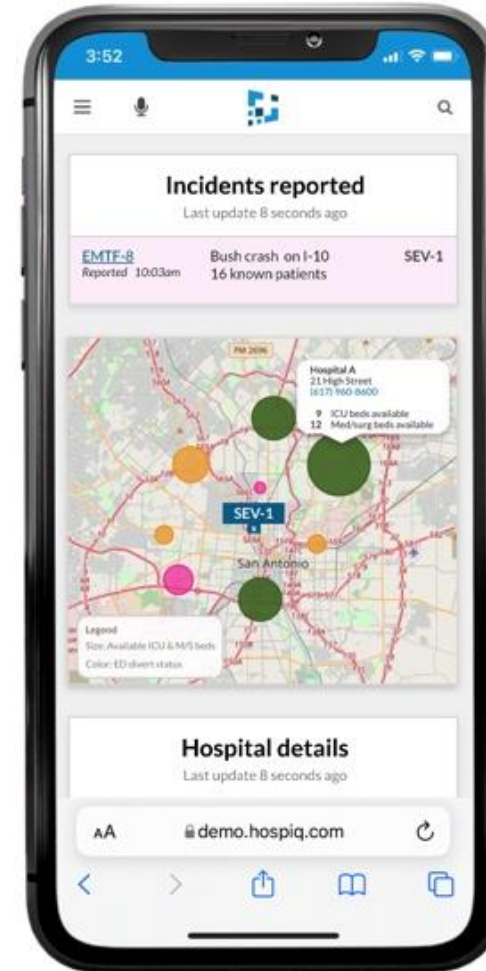 3:52
Incidents reported
Last update 8 seconds ago
EMTF-8 Bush crash on I-10 SEV-1
Reported 10:03am 16 known patients
FM 2696
Hospital A
21 High Street
(617) 960-8600
9 ICU beds available
12 Med/surg beds available
SEV-1
San Antonio
Legend
Size: Available ICU & M/S beds
Color: ED divert status
Hospital details
Last update 8 seconds ago
AA demo.hospiq.com